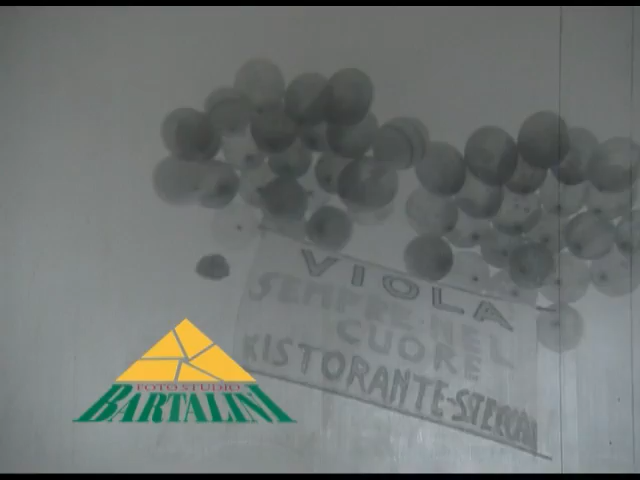 VIOLA
SEMPRE NEL
CUORE
RISTORANTE-
FOTO STUDIO
BARTALINI